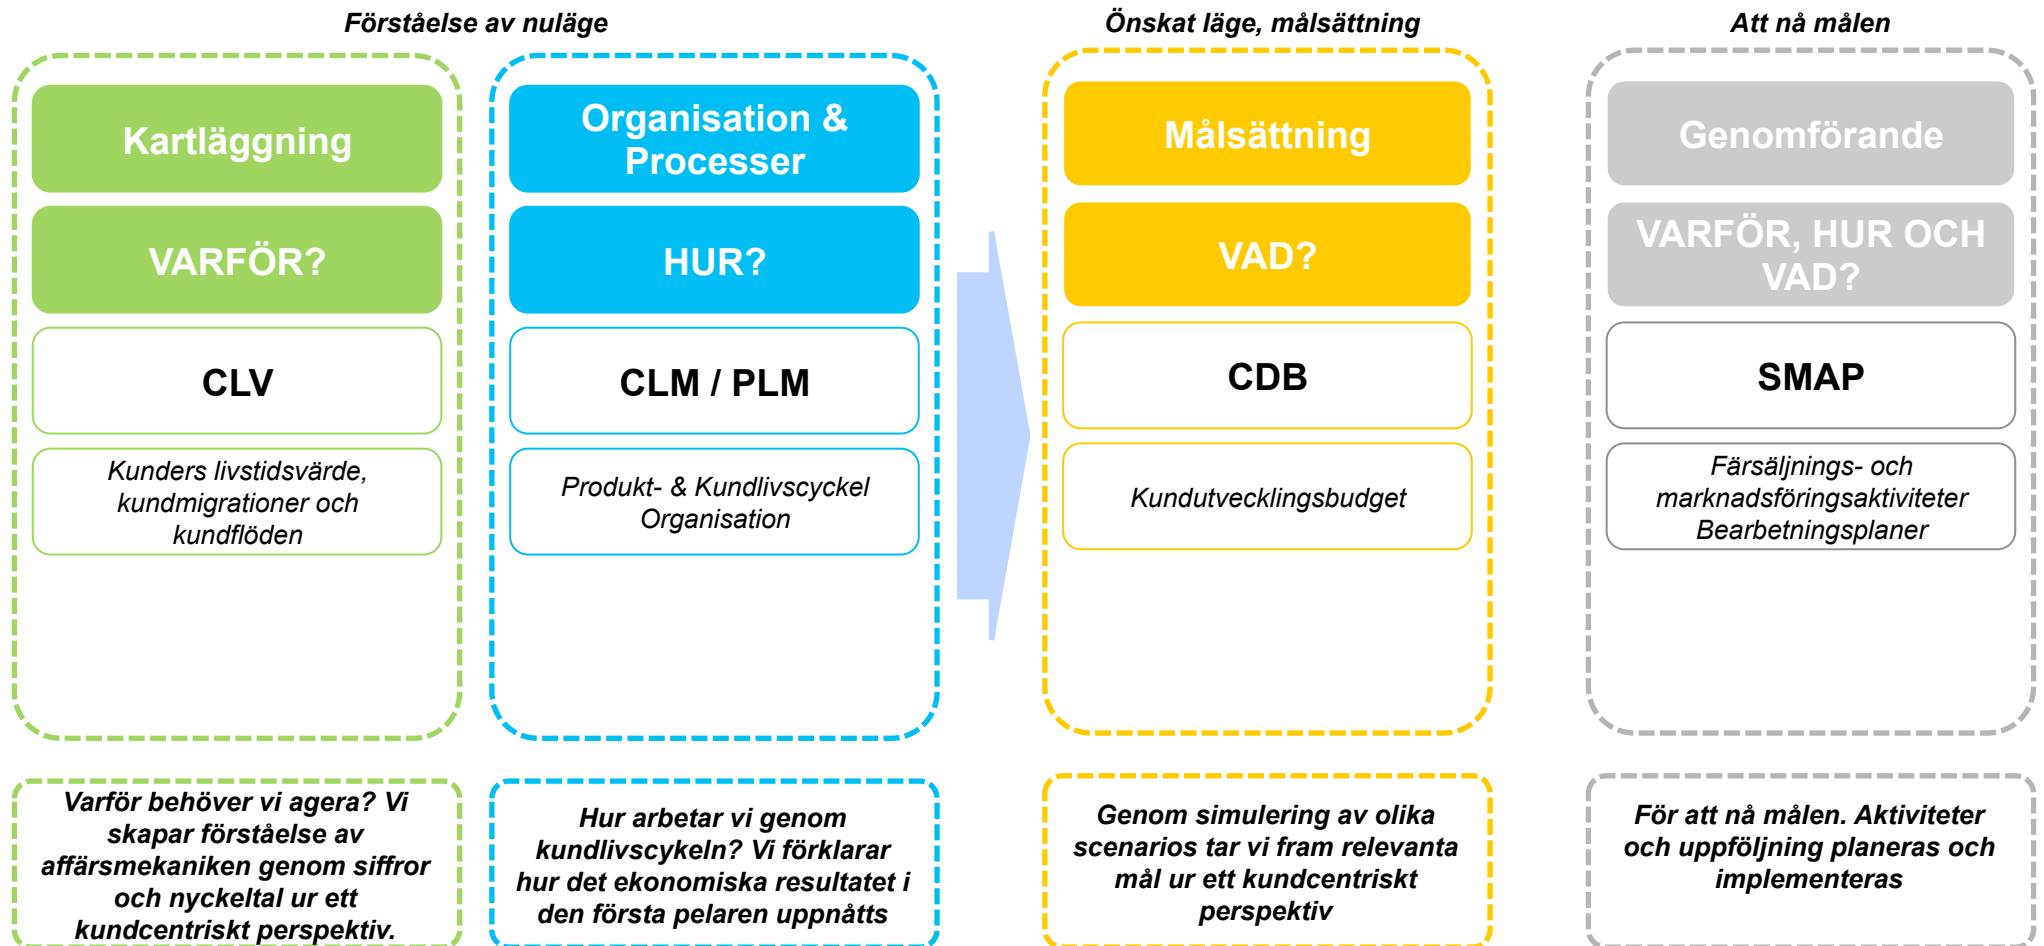 Förståelse av nuläge
Önskat läge, målsättning
Att nå målen
Kartläggning
VARFÖR?
CLV
Kunders livstidsvärde,
kundmigrationer och
kundflöden
Varför behöver vi agera? Vi
skapar förståelse av
affärsmekaniken genom siffror
och nyckeltal ur ett
kundcentriskt perspektiv.
Organisation &
Processer
HUR?
CLM / PLM
Produkt- & Kundlivscyckel
Organisation
Hur arbetar vi genom
kundlivscykeln? Vi förklarar
hur det ekonomiska resultatet i
den första pelaren uppnåtts
Målsättning
VAD?
CDB
Kundutvecklingsbudget
Genom simulering av olika
scenarios tar vi fram relevanta
mål ur ett kundcentriskt
perspektiv
Genomförande
VARFÖR, HUR OCH
VAD?
SMAP
Färsäljnings- och
marknadsföringsaktiviteter
Bearbetningsplaner
För att nå målen. Aktiviteter
och uppföljning planeras och
implementeras